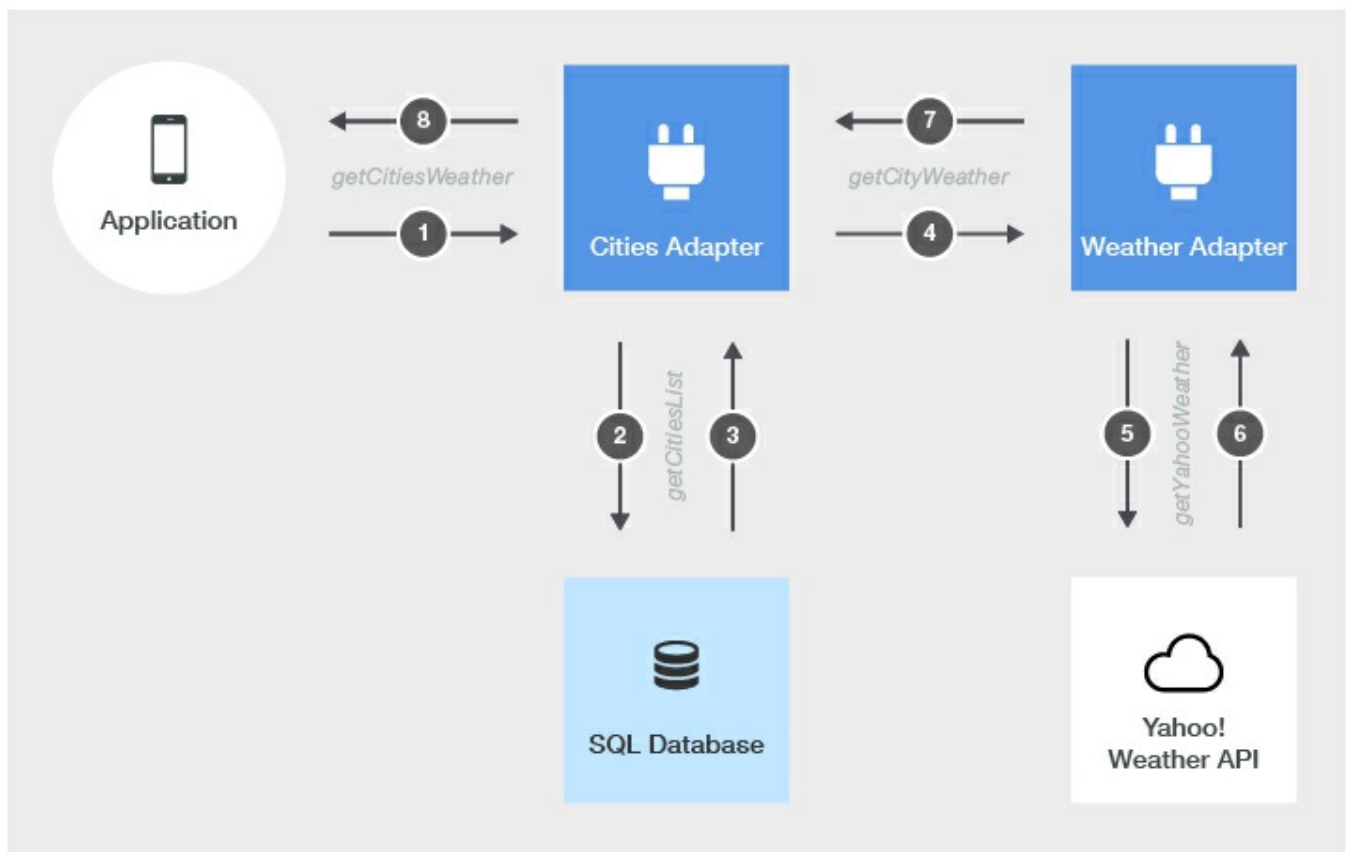 8
7
getCitiesWeather
getCityWeather
Application
1
4
Cities Adapter
Weather Adapter
2
getCitiesList
3
5
getYahooWeather
6
SQL Database
Yahoo!
Weather API